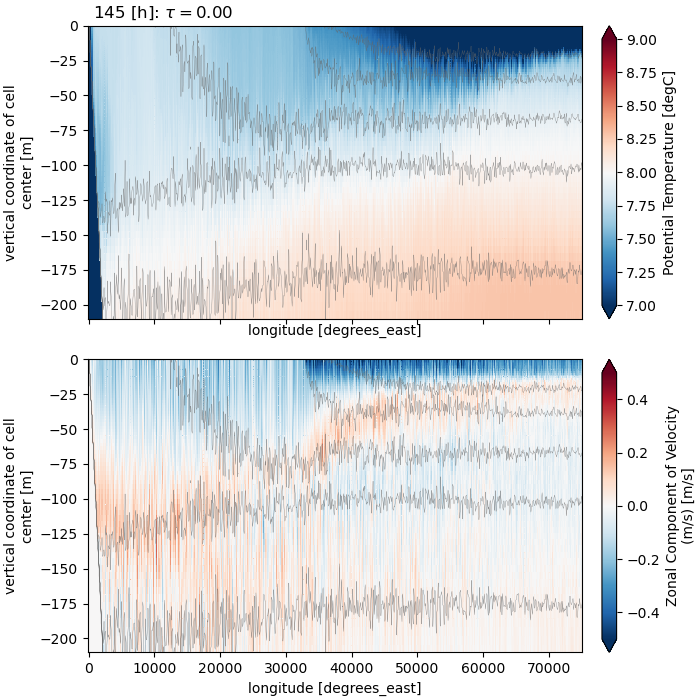 145 [h]: τ = 0.00
0
−25
−50
−75
−100
−125
−150
−175
−200
vertical coordinate of cell
center [m]
longitude [degrees_east]
9.00
8.75
8.50
8.25
8.00
7.75
7.50
7.25
7.00
Potential Temperature [degC]
0
−25
−50
−75
−100
−125
−150
−175
−200
vertical coordinate of cell
center [m]
0 10000 20000 30000 40000 50000 60000 70000
longitude [degrees_east]
0.4
0.2
0.0
−0.2
−0.4
Zonal Component of Velocity
(m/s) [m/s]